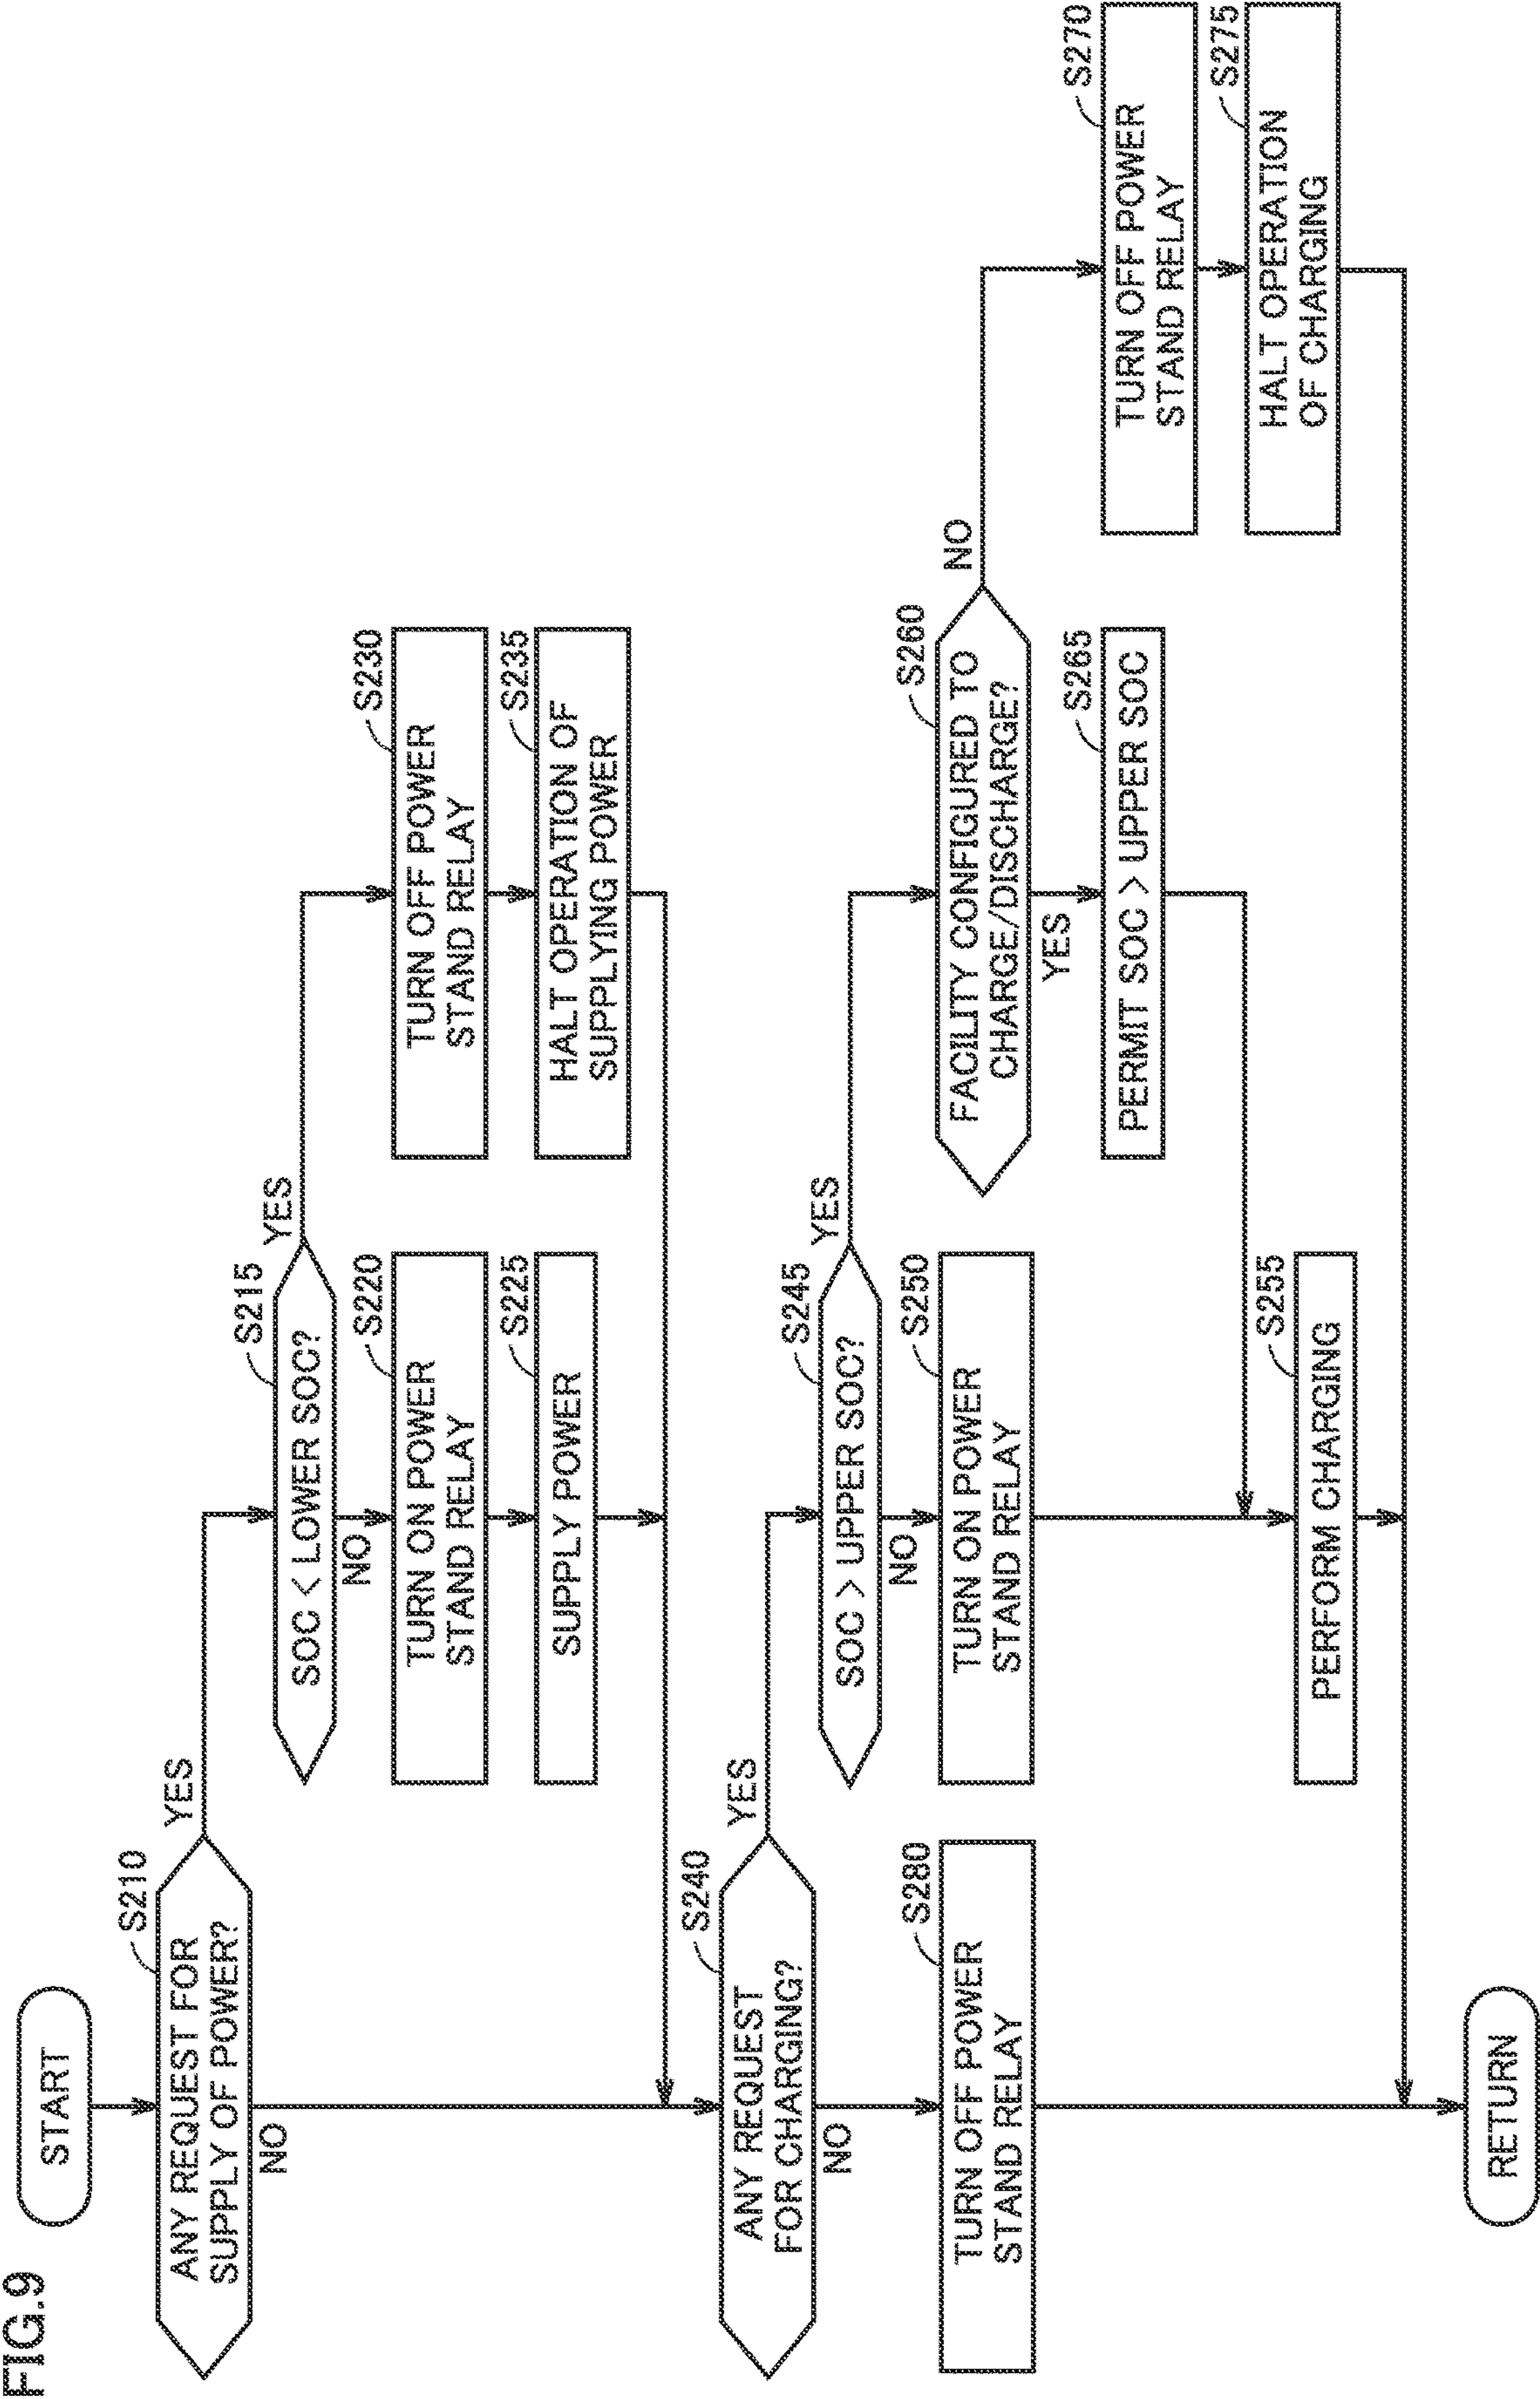 FIG.9
START
S210
ANY REQUEST FOR
SUPPLY OF POWER?
YES
NO
S215
SOC < LOWER SOC?
YES
NO
S220
TURN ON POWER
STAND RELAY
S225
SUPPLY POWER
S230
TURN OFF POWER
STAND RELAY
S235
HALT OPERATION OF
SUPPLYING POWER
S240
ANY REQUEST
FOR CHARGING?
YES
NO
S245
SOC > UPPER SOC?
YES
NO
S250
TURN ON POWER
STAND RELAY
S255
PERFORM CHARGING
S260
FACILITY CONFIGURED TO
CHARGE/DISCHARGE?
NO
YES
S265
PERMIT SOC > UPPER SOC
S270
TURN OFF POWER
STAND RELAY
S275
HALT OPERATION
OF CHARGING
S280
TURN OFF POWER
STAND RELAY
RETURN